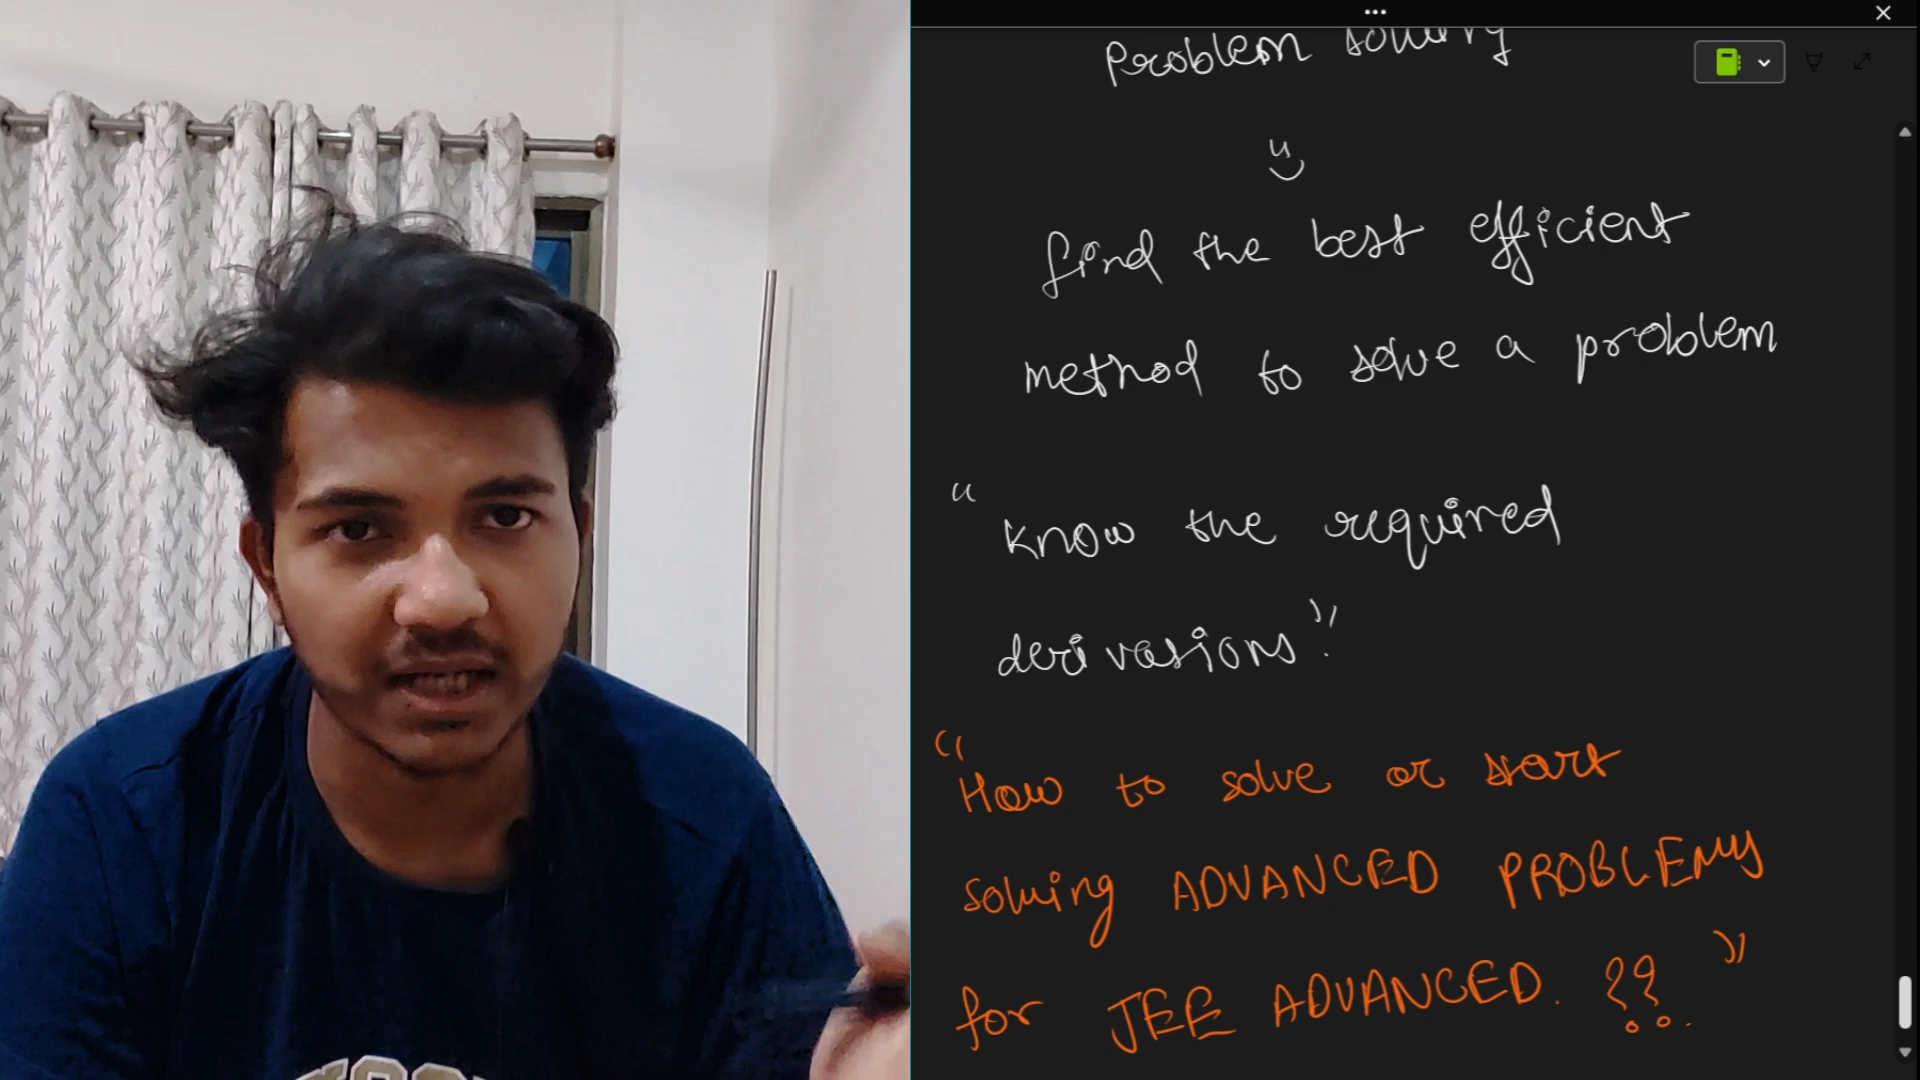 Problem solving
find the best efficient
method to solve a problem
"know the required
derivations".
"How to solve or start
solving ADVANCED PROBLEMS
for JEE ADVANCED. ??"